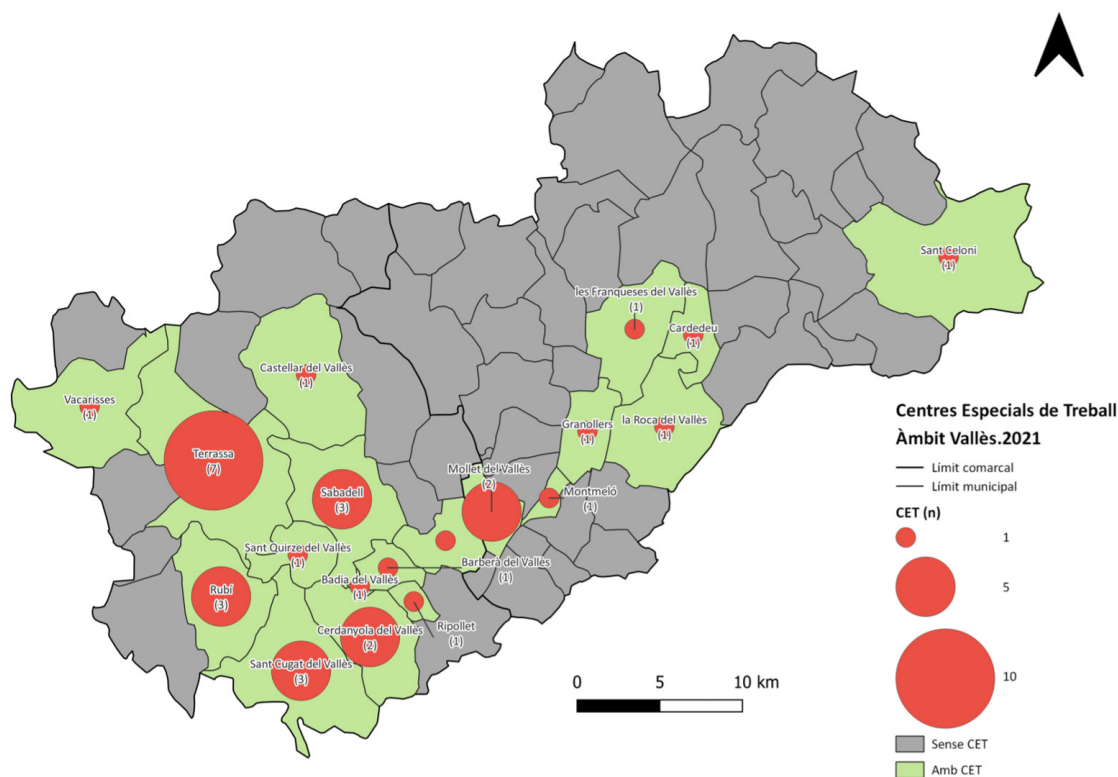 Sant Celoni
(1)
les Franqueses del Vallès
(1)
Cardedeu
(1)
Castellar del Vallès
(1)
Vacarisses
(1)
Granollers
(1)
la Roca del Vallès
(1)
Terrassa
(7)
Mollet del Vallès
(2)
Sabadell
(3)
Montmeló
(1)
Sant Quirze del Vallès
(1)
Barberà del Vallès
(1)
Badia del Vallès
(1)
Rubí
(3)
Ripollet
(1)
Cerdanyola del Vallès
(2)
Sant Cugat del Vallès
(3)
0 5 10 km
Centres Especials de Treball
Àmbit Vallès.2021
Límit comarcal
Límit municipal
CET (n)
1
5
10
Sense CET
Amb CET